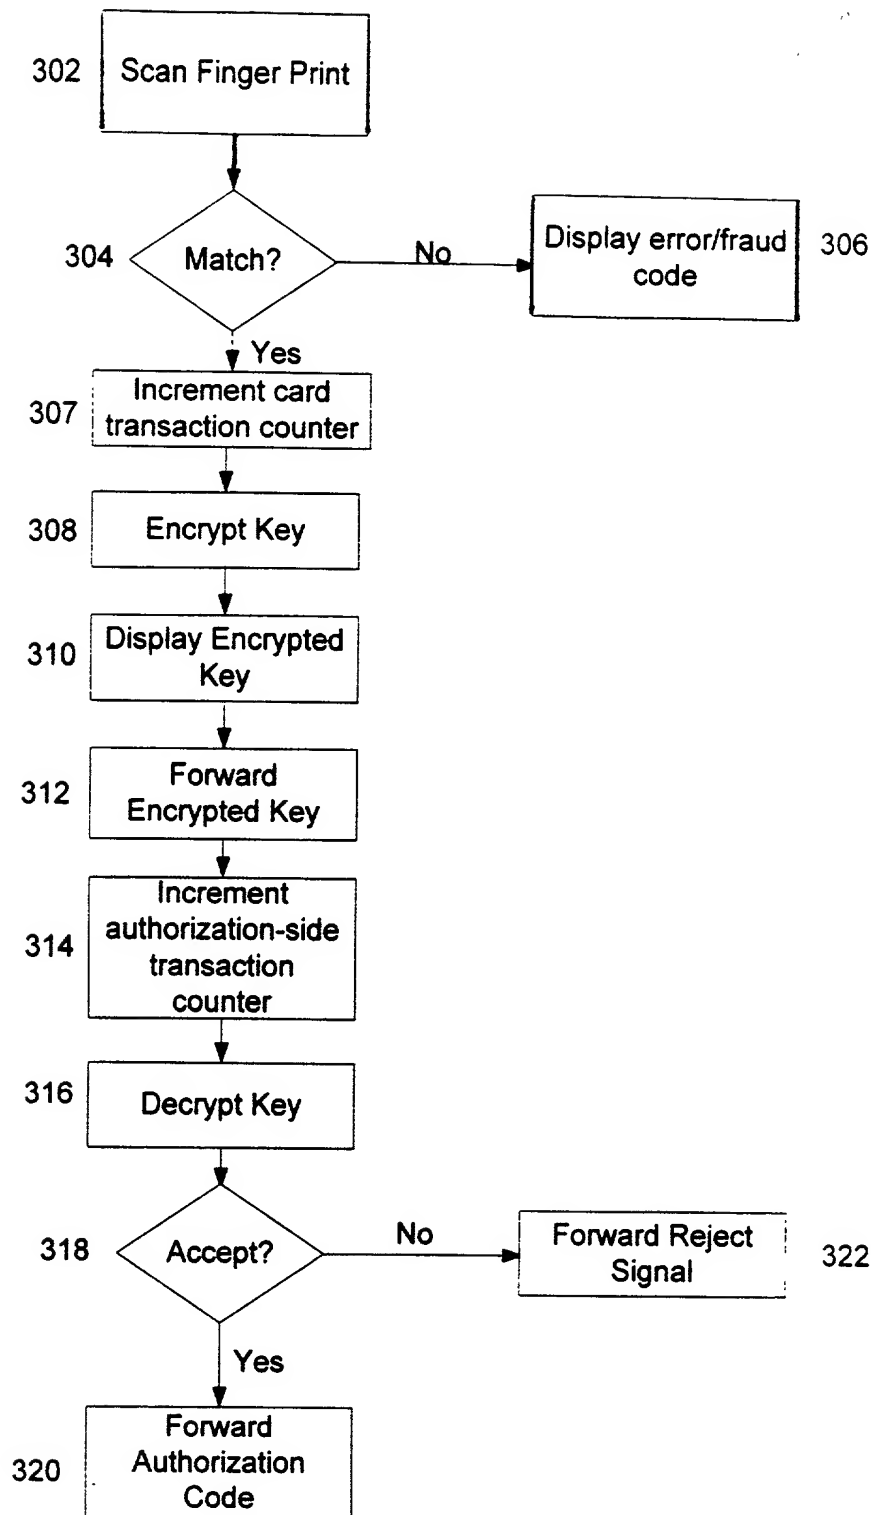 302
Scan Finger Print
304
Match?
No
Display error/fraud
code
306
Yes
307
Increment card
transaction counter
308
Encrypt Key
310
Display Encrypted
Key
312
Forward
Encrypted Key
314
Increment
authorization-side
transaction
counter
316
Decrypt Key
318
Accept?
No
Forward Reject
Signal
322
Yes
320
Forward
Authorization
Code